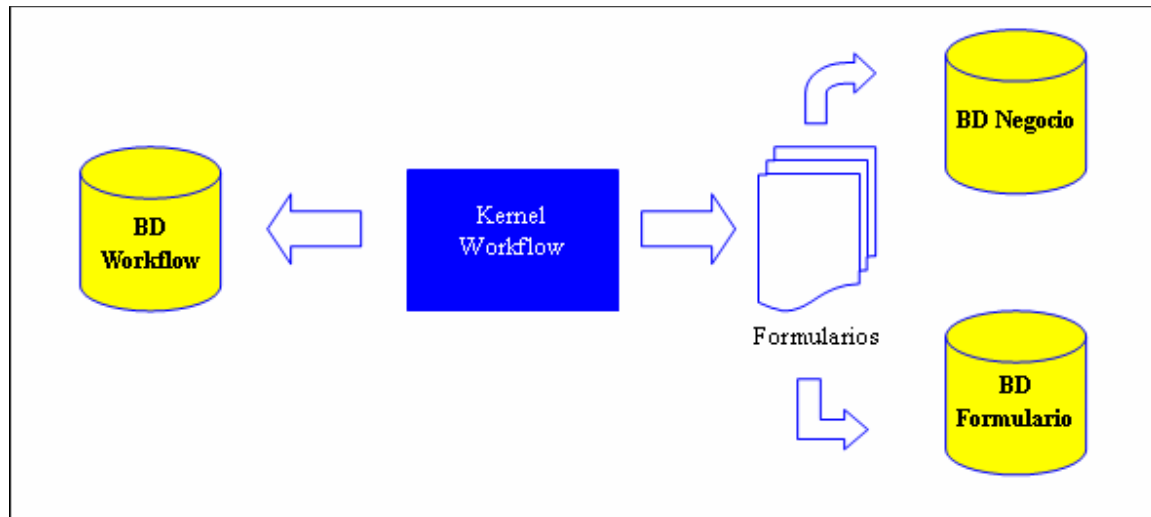 BD
Workflow
Kernel
Workflow
Formularios
BD Negocio
BD
Formulario